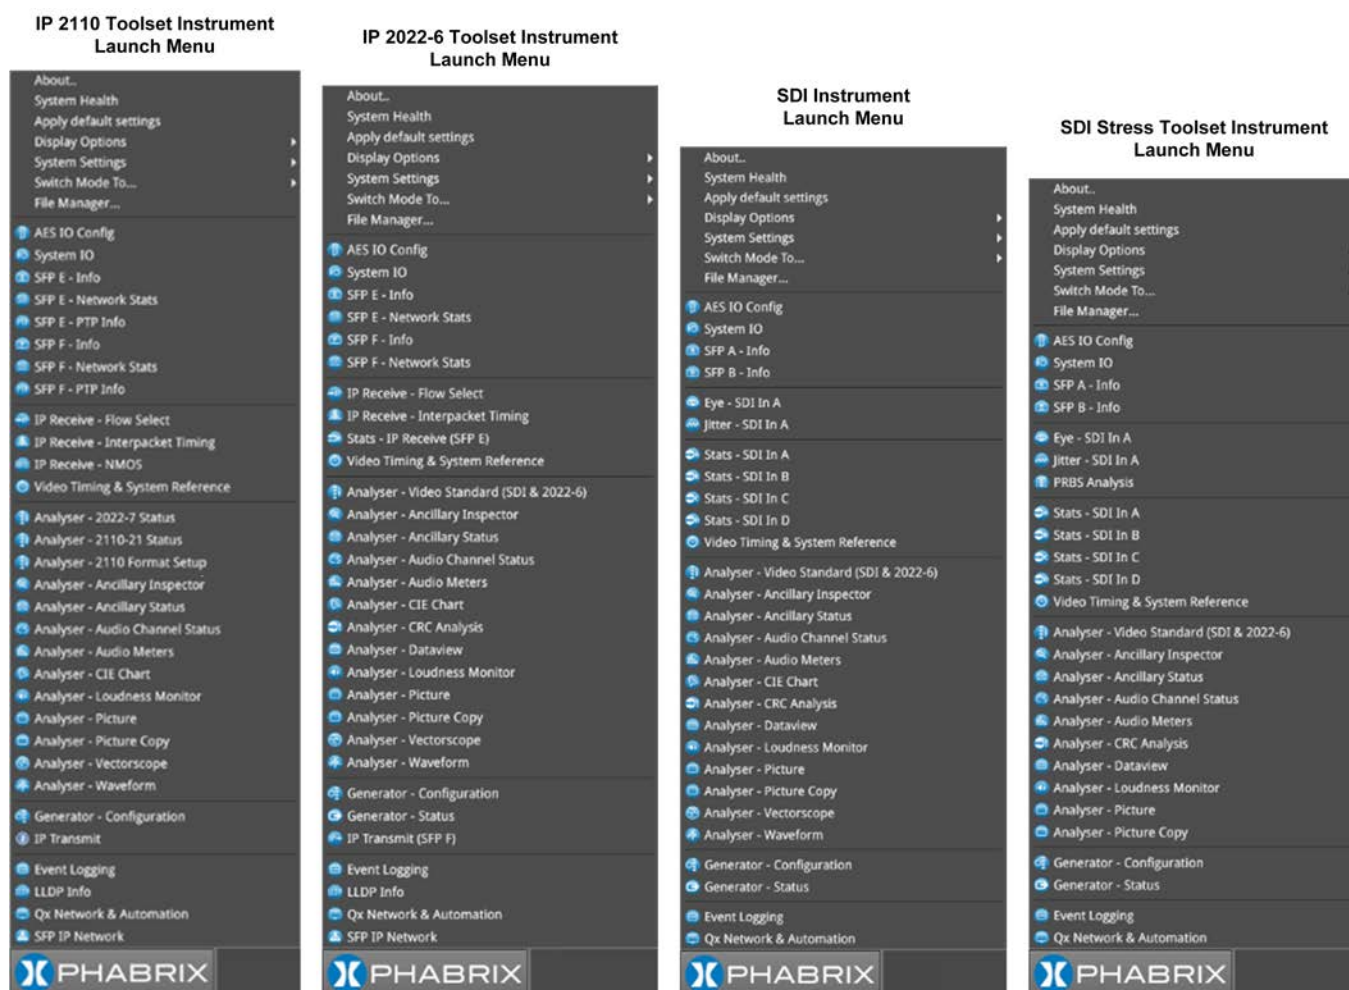 IP 2110 Toolset Instrument
Launch Menu
About..
System Health
Apply default settings
Display Options
System Settings
Switch Mode To...
File Manager...
AES IO Config
System IO
SFP E - Info
SFP E - Network Stats
SFP E - PTP Info
SFP F - Info
SFP F - Network Stats
SFP F - PTP Info
IP Receive - Flow Select
IP Receive - Interpacket Timing
IP Receive - NMOS
Video Timing & System Reference
Analyser - 2022-7 Status
Analyser - 2110-21 Status
Analyser - 2110 Format Setup
Analyser - Ancillary Inspector
Analyser - Ancillary Status
Analyser - Audio Channel Status
Analyser - Audio Meters
Analyser - CIE Chart
Analyser - Loudness Monitor
Analyser - Picture
Analyser - Picture Copy
Analyser - Vectorscope
Analyser - Waveform
Generator - Configuration
IP Transmit
Event Logging
LLDP Info
Qx Network & Automation
SFP IP Network
PHABRIX
IP 2022-6 Toolset Instrument
Launch Menu
About..
System Health
Apply default settings
Display Options
System Settings
Switch Mode To...
File Manager...
AES IO Config
System IO
SFP E - Info
SFP E - Network Stats
SFP F - Info
SFP F - Network Stats
IP Receive - Flow Select
IP Receive - Interpacket Timing
Stats - IP Receive (SFP E)
Video Timing & System Reference
Analyser - Video Standard (SDI & 2022-6)
Analyser - Ancillary Inspector
Analyser - Ancillary Status
Analyser - Audio Channel Status
Analyser - Audio Meters
Analyser - CIE Chart
Analyser - CRC Analysis
Analyser - Dataview
Analyser - Loudness Monitor
Analyser - Picture
Analyser - Picture Copy
Analyser - Vectorscope
Analyser - Waveform
Generator - Configuration
Generator - Status
IP Transmit (SFP F)
Event Logging
LLDP Info
Qx Network & Automation
SFP IP Network
PHABRIX
SDI Instrument
Launch Menu
About..
System Health
Apply default settings
Display Options
System Settings
Switch Mode To...
File Manager...
AES IO Config
System IO
SFP A - Info
SFP B - Info
Eye - SDI In A
Jitter - SDI In A
Stats - SDI In A
Stats - SDI In B
Stats - SDI In C
Stats - SDI In D
Video Timing & System Reference
Analyser - Video Standard (SDI & 2022-6)
Analyser - Ancillary Inspector
Analyser - Ancillary Status
Analyser - Audio Channel Status
Analyser - Audio Meters
Analyser - CIE Chart
Analyser - CRC Analysis
Analyser - Dataview
Analyser - Loudness Monitor
Analyser - Picture
Analyser - Picture Copy
Analyser - Vectorscope
Analyser - Waveform
Generator - Configuration
Generator - Status
Event Logging
Qx Network & Automation
PHABRIX
SDI Stress Toolset Instrument
Launch Menu
About..
System Health
Apply default settings
Display Options
System Settings
Switch Mode To...
File Manager...
AES IO Config
System IO
SFP A - Info
SFP B - Info
Eye - SDI In A
Jitter - SDI In A
PRBS Analysis
Stats - SDI In A
Stats - SDI In B
Stats - SDI In C
Stats - SDI In D
Video Timing & System Reference
Analyser - Video Standard (SDI & 2022-6)
Analyser - Ancillary Inspector
Analyser - Ancillary Status
Analyser - Audio Channel Status
Analyser - Audio Meters
Analyser - CRC Analysis
Analyser - Dataview
Analyser - Loudness Monitor
Analyser - Picture
Analyser - Picture Copy
Generator - Configuration
Generator - Status
Event Logging
Qx Network & Automation
PHABRIX